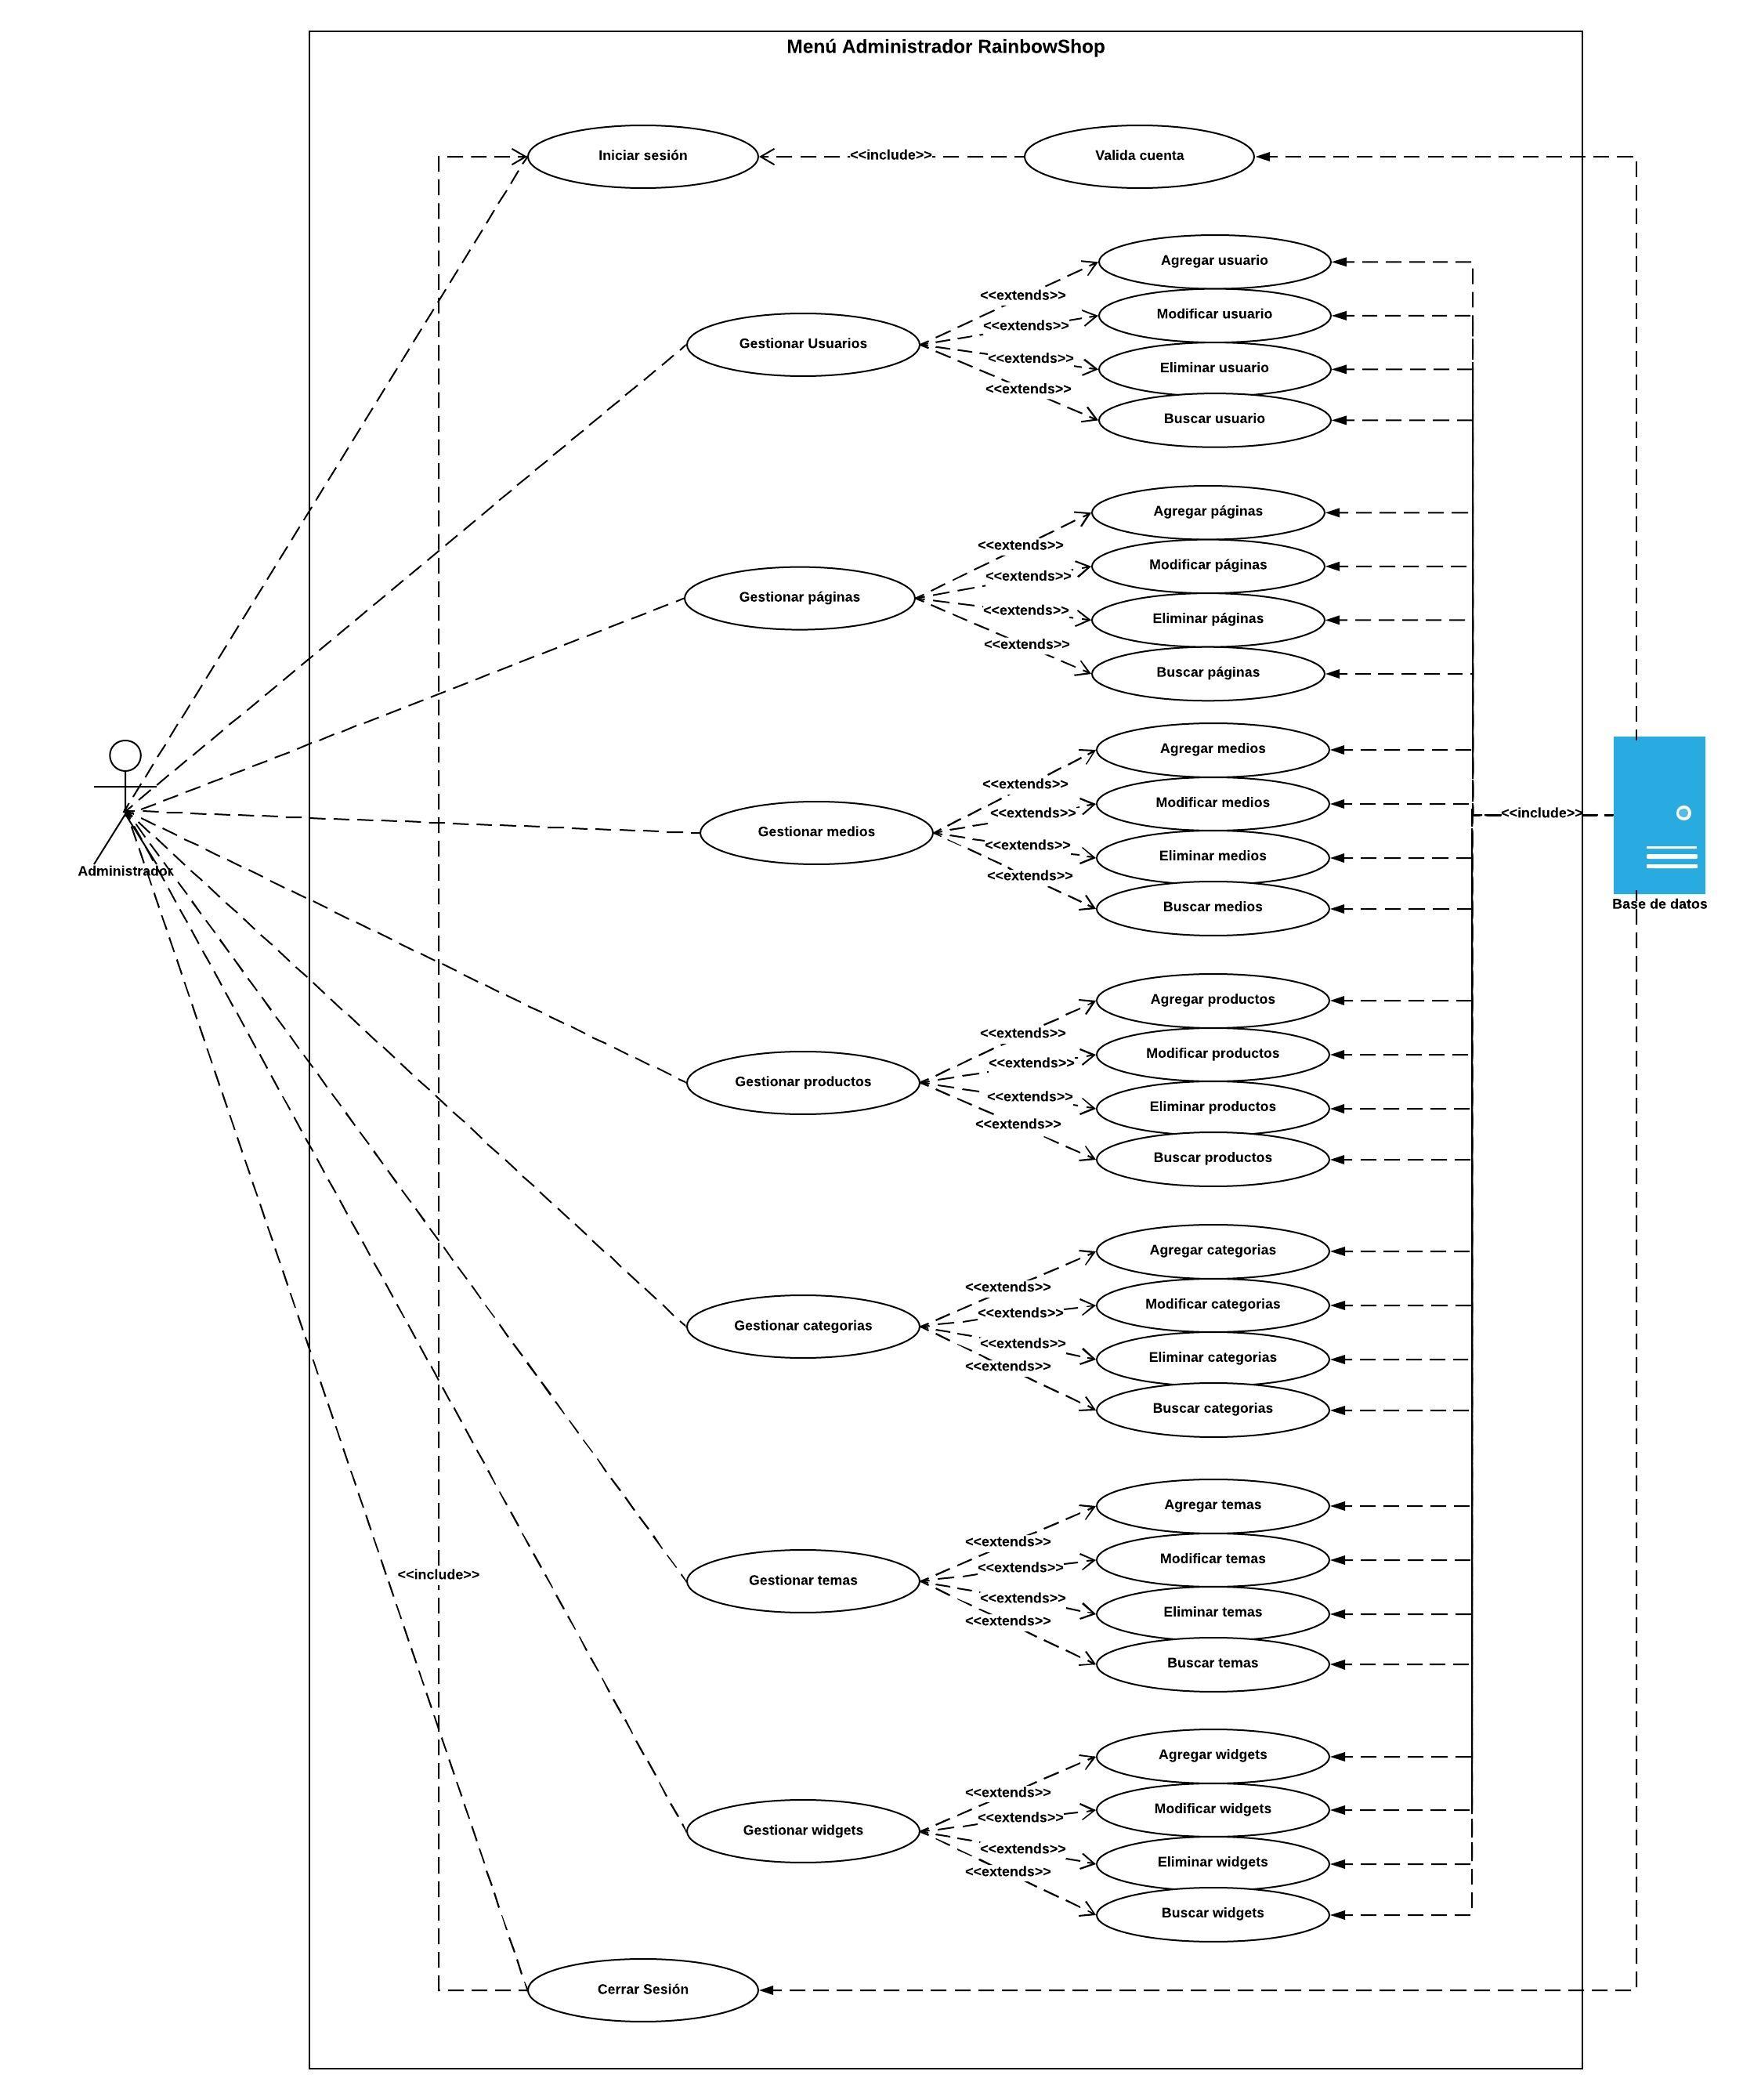 Menú Administrador RainbowShop
Iniciar sesión
<<include>>
Valida cuenta
Agregar usuario
<<extends>>
Modificar usuario
<<extends>>
Gestionar Usuarios
<<extends>>
Eliminar usuario
<<extends>>
Buscar usuario
Agregar páginas
<<extends>>
Modificar páginas
<<extends>>
Gestionar páginas
<<extends>>
Eliminar páginas
<<extends>>
Buscar páginas
Agregar medios
<<extends>>
Modificar medios
<<extends>>
<<include>>
Gestionar medios
<<extends>>
Eliminar medios
<<extends>>
Administrador
Buscar medios
Base de datos
Agregar productos
<<extends>>
Modificar productos
<<extends>>
Gestionar productos
<<extends>>
Eliminar productos
<<extends>>
Buscar productos
Agregar categorias
<<extends>>
Modificar categorias
<<extends>>
Gestionar categorias
<<extends>>
Eliminar categorias
<<extends>>
Buscar categorias
Agregar temas
<<extends>>
Modificar temas
<<extends>>
<<include>>
Gestionar temas
<<extends>>
Eliminar temas
<<extends>>
Buscar temas
Agregar widgets
<<extends>>
Modificar widgets
<<extends>>
Gestionar widgets
<<extends>>
Eliminar widgets
<<extends>>
Buscar widgets
Cerrar Sesión